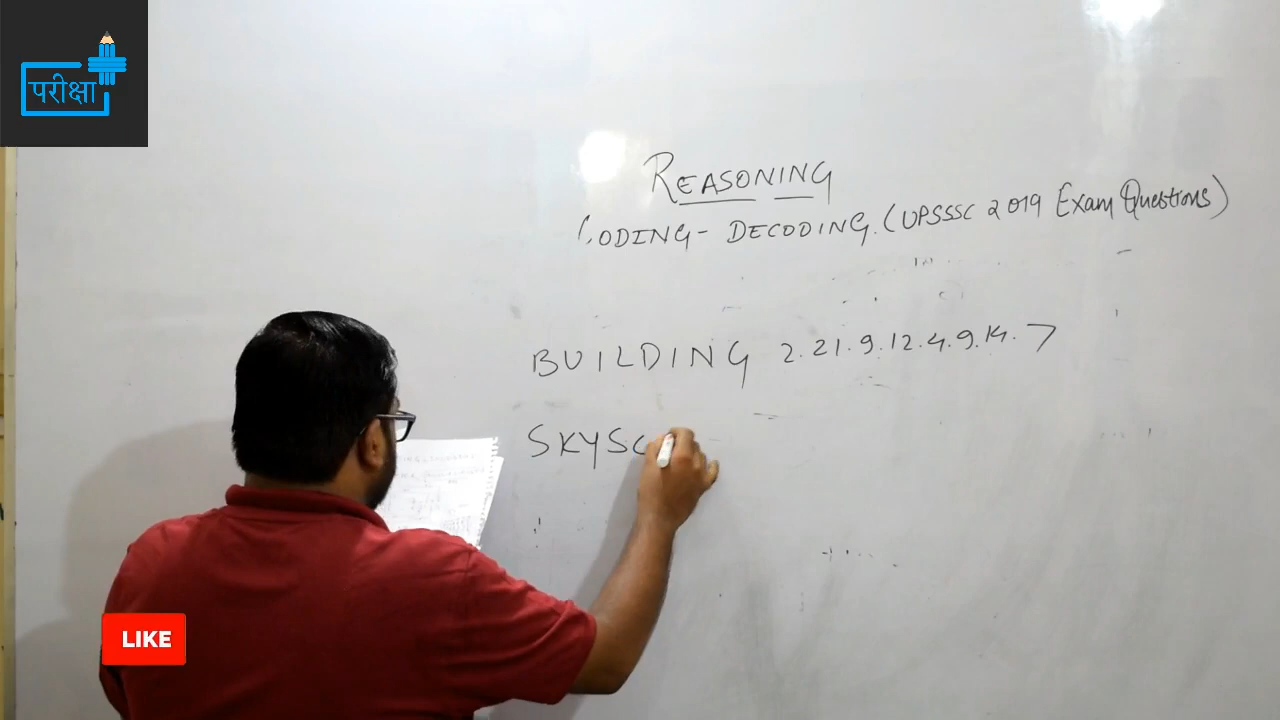 परीक्षा
REASONING
CODING- DECODING. (UPSSSC 2019 Exam Questions)
BUILDING 2.21.9.12.4.9.14.7
SKYSC
LIKE